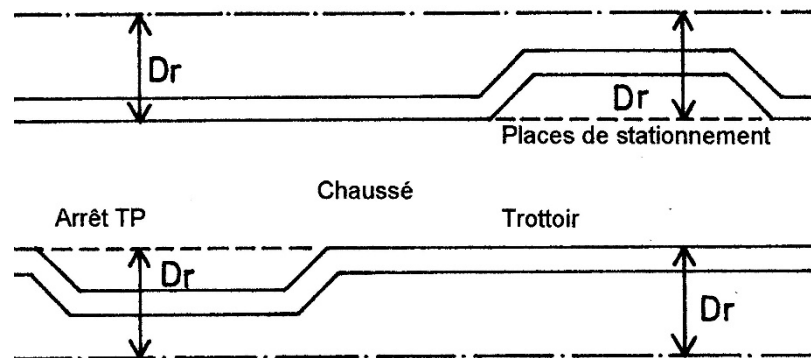 Dr
Dr
Places de stationnement
Chaussé
Arrêt TP
Trottoir
Dr
Dr